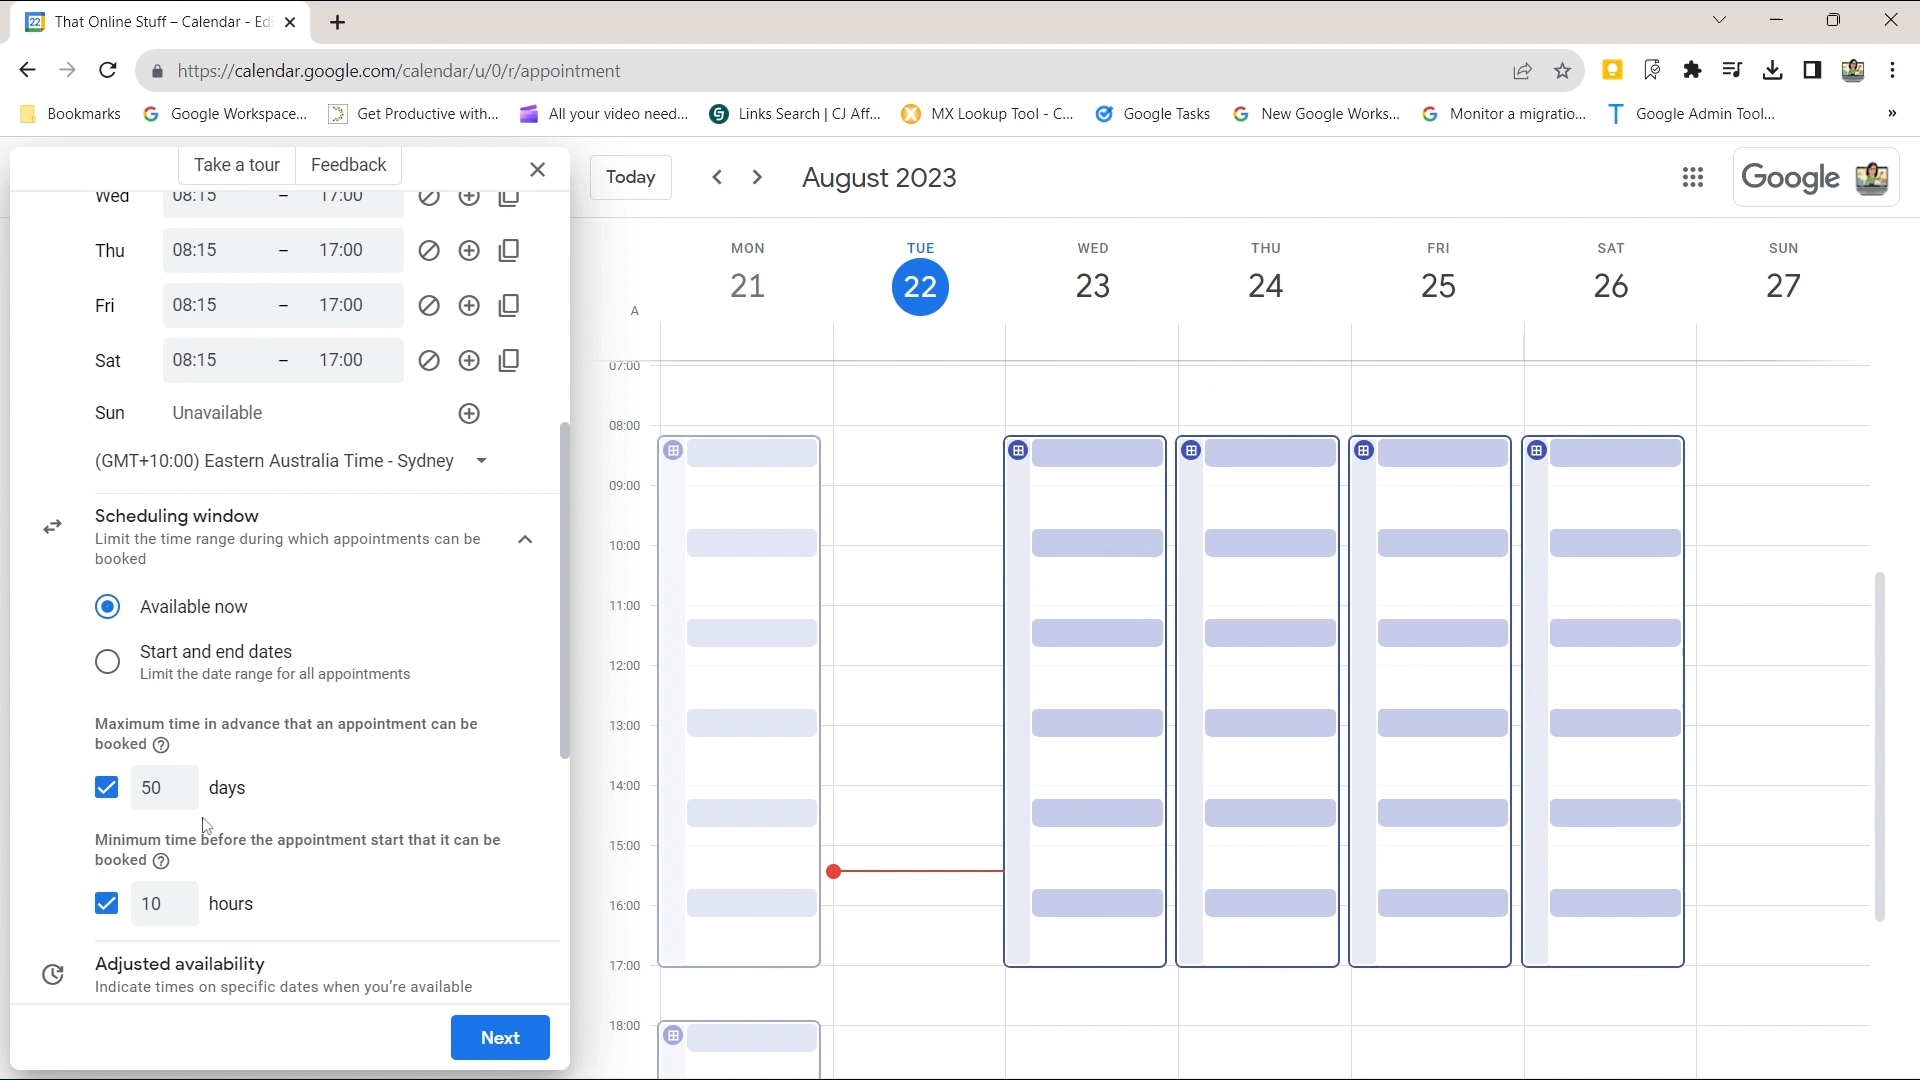 22
That Online Stuff – Calendar - Ed
https://calendar.google.com/calendar/u/0/r/appointment
Bookmarks
Google Workspace...
Get Productive with...
All your video need...
Links Search | CJ Aff...
MX Lookup Tool - C...
Google Tasks
New Google Works...
Monitor a migratio...
Google Admin Tool...
»
Take a tour
Feedback
Wed 08:15 – 17:00
Thu 08:15 – 17:00
Fri 08:15 – 17:00
Sat 08:15 – 17:00
Sun Unavailable
(GMT+10:00) Eastern Australia Time - Sydney
Scheduling window
Limit the time range during which appointments can be
booked
Available now
Start and end dates
Limit the date range for all appointments
Maximum time in advance that an appointment can be
booked
50 days
Minimum time before the appointment start that it can be
booked
10 hours
Adjusted availability
Indicate times on specific dates when you're available
Next
Today
August 2023
Google
MON TUE WED THU FRI SAT SUN
21 22 23 24 25 26 27
A
07:00
08:00
09:00
10:00
11:00
12:00
13:00
14:00
15:00
16:00
17:00
18:00